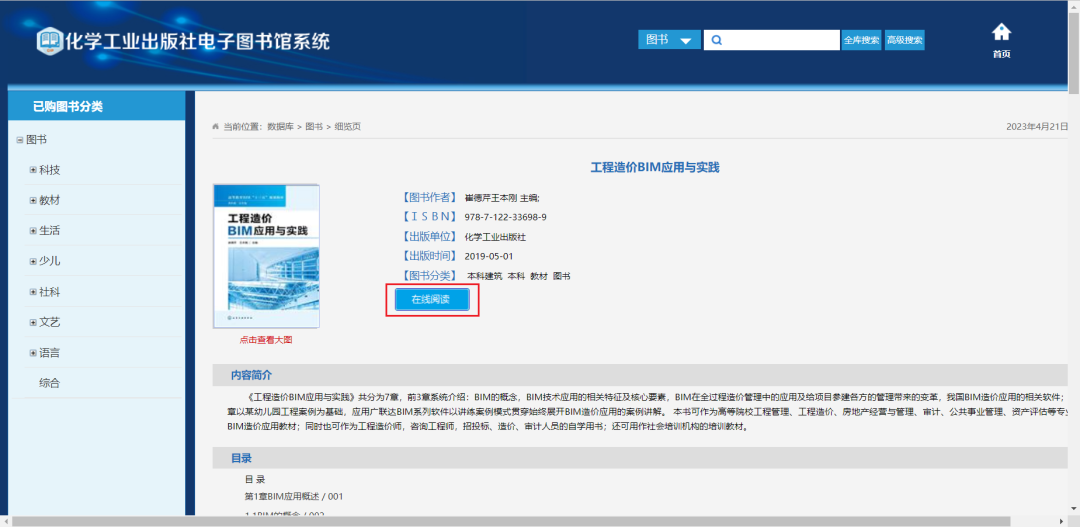 化学工业出版社电子图书馆系统
图书
全库搜索
高级搜索
首页
已购图书分类
图书
科技
教材
生活
少儿
社科
文艺
语言
综合
当前位置：数据库 > 图书 > 细览页
2023年4月21日
工程造价BIM应用与实践
工程造价
BIM应用与实践
点击查看大图
【图书作者】 崔德芹王本刚 主编;
【ＩＳＢＮ】 978-7-122-33698-9
【出版单位】 化学工业出版社
【出版时间】 2019-05-01
【图书分类】 本科建筑 本科 教材 图书
在线阅读
内容简介
《工程造价BIM应用与实践》共分为7章，前3章系统介绍：BIM的概念，BIM技术应用的相关特征及核心要素，BIM在全过程造价管理中的应用及给项目参建各方的管理带来的变革，我国BIM造价应用的相关软件；
章以某幼儿园工程案例为基础，应用广联达BIM系列软件以讲练案例模式贯穿始终展开BIM造价应用的案例讲解。 本书可作为高等院校工程管理、工程造价、房地产经营与管理、审计、公共事业管理、资产评估等专
BIM造价应用教材；同时也可作为工程造价师，咨询工程师，招投标、造价、审计人员的自学用书；还可用作社会培训机构的培训教材。
目录
目 录
第1章BIM应用概述 / 001
1.1BIM的概念 / 002